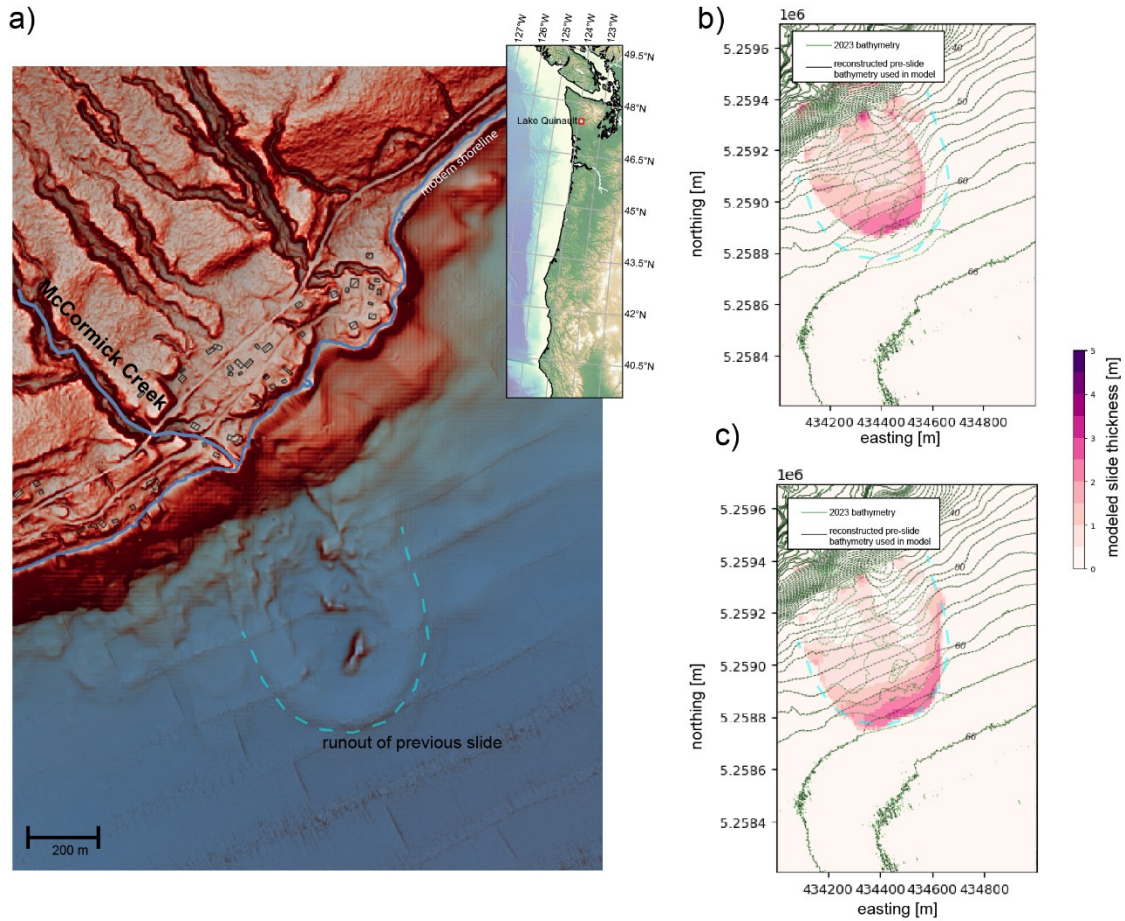 a)
127°W
126°W
125°W
124°W
123°W
49.5°N
48°N
Lake Quinault
46.5°N
45°N
43.5°N
42°N
40.5°N
modern shoreline
McCormick Creek
runout of previous slide
200 m
b)
1e6
2023 bathymetry
reconstructed pre-slide
bathymetry used in model
5.2596
5.2594
5.2592
5.2590
5.2588
5.2586
5.2584
northing [m]
40
50
60
66
434200 434400 434600 434800
easting [m]
c)
1e6
2023 bathymetry
reconstructed pre-slide
bathymetry used in model
5.2596
5.2594
5.2592
5.2590
5.2588
5.2586
5.2584
northing [m]
40
60
60
66
434200 434400 434600 434800
easting [m]
5
4
3
2
1
0
modeled slide thickness [m]